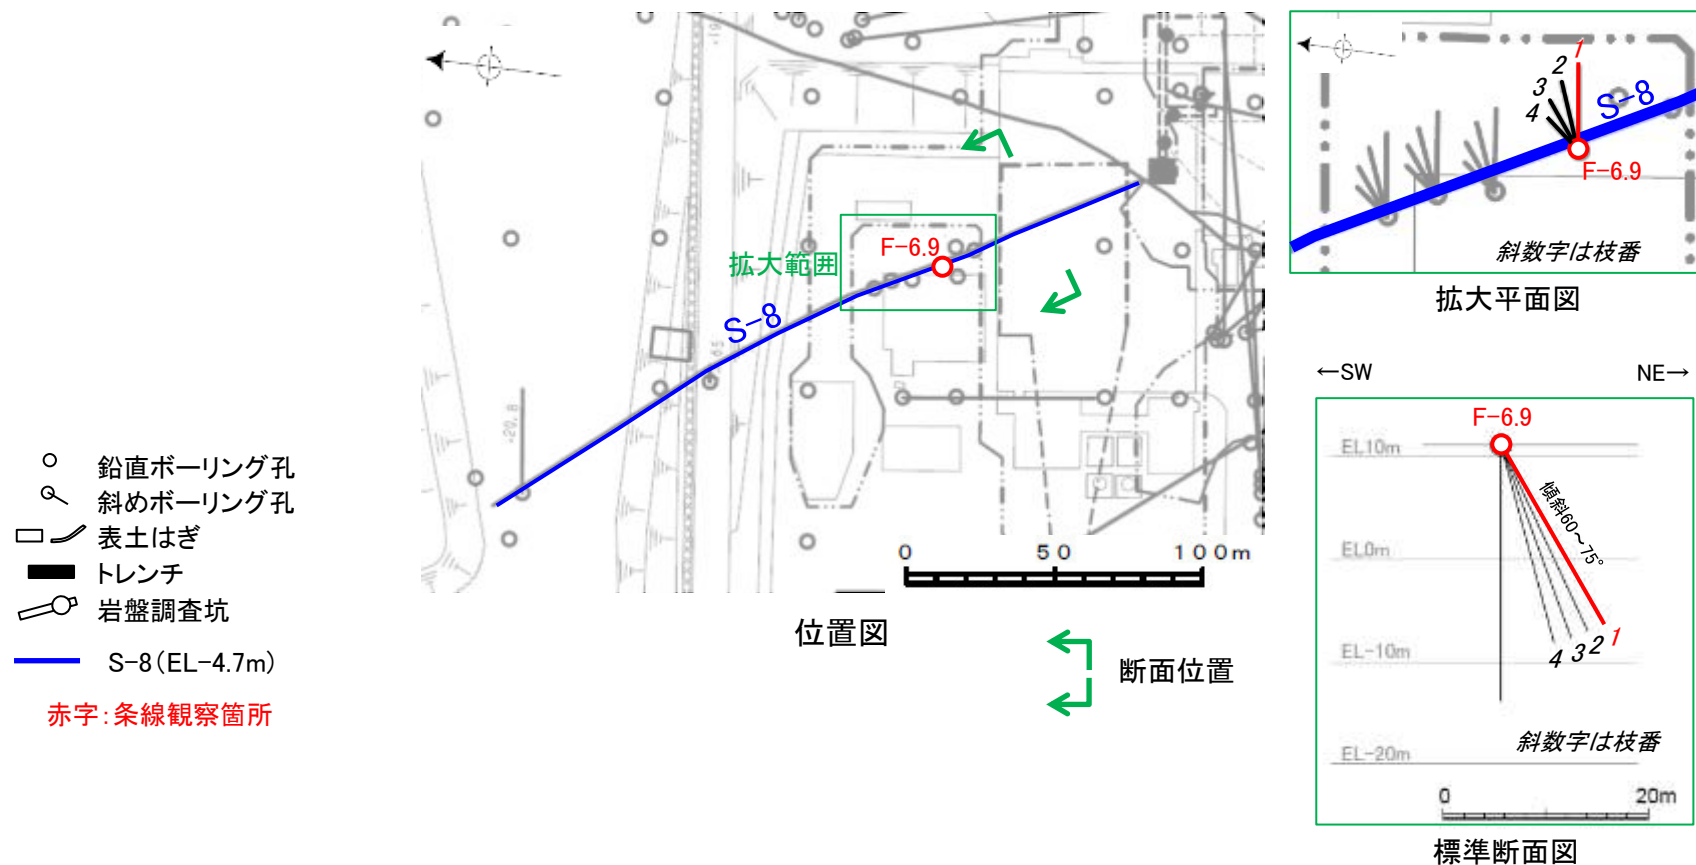 鉛直ボーリング孔
斜めボーリング孔
表土はぎ
トレンチ
岩盤調査坑
S-8(EL-4.7m)
赤字:条線観察箇所
F-6.9
拡大範囲
S-8
-20.8
0 50 100m
位置図
断面位置
1
2
3
4
S-8
F-6.9
斜数字は枝番
拡大平面図
←SW NE→
F-6.9
EL10m
傾斜60～75°
EL0m
EL-10m
4 3 2 1
斜数字は枝番
EL-20m
0 20m
標準断面図